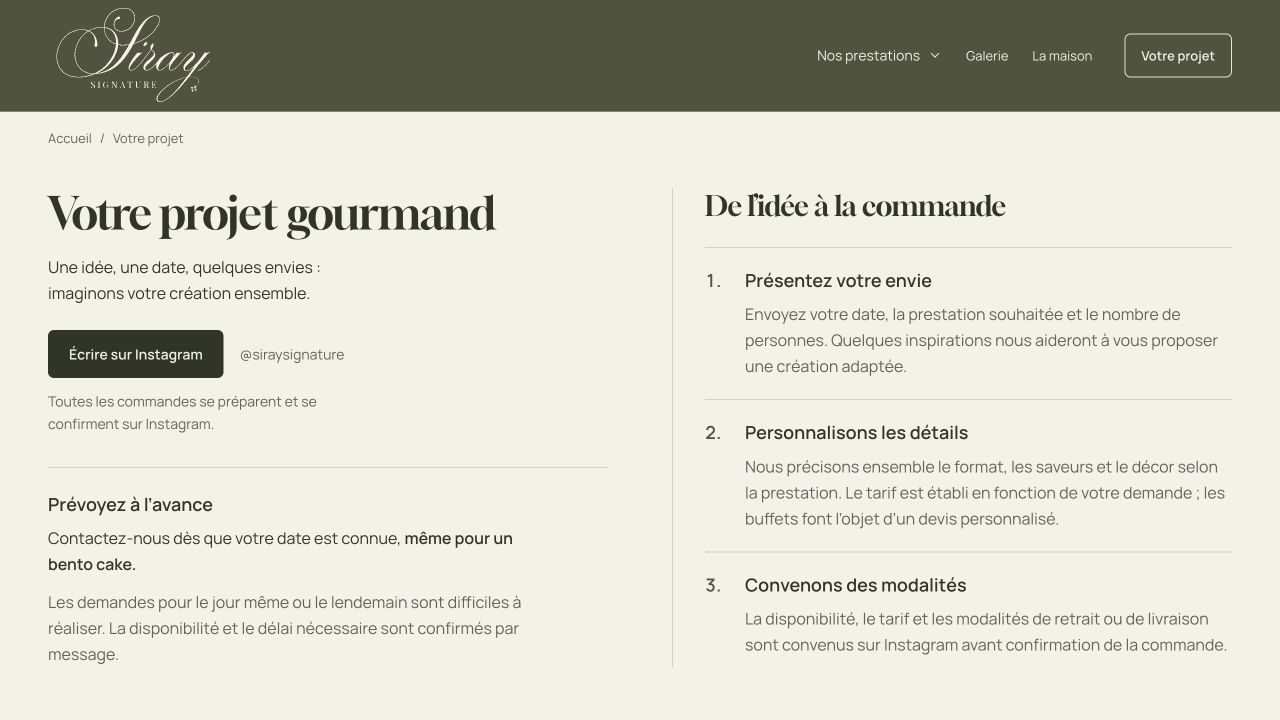 Siray
SIGNATURE
Nos prestations
Galerie
La maison
Votre projet
Accueil / Votre projet
Votre projet gourmand
Une idée, une date, quelques envies :
imaginons votre création ensemble.
Écrire sur Instagram
@siraysignature
Toutes les commandes se préparent et se
confirment sur Instagram.
Prévoyez à l’avance
Contactez-nous dès que votre date est connue, même pour un
bento cake.
Les demandes pour le jour même ou le lendemain sont difficiles à
réaliser. La disponibilité et le délai nécessaire sont confirmés par
message.
De l’idée à la commande
1. Présentez votre envie
Envoyez votre date, la prestation souhaitée et le nombre de
personnes. Quelques inspirations nous aideront à vous proposer
une création adaptée.
2. Personnalisons les détails
Nous précisons ensemble le format, les saveurs et le décor selon
la prestation. Le tarif est établi en fonction de votre demande ; les
buffets font l’objet d’un devis personnalisé.
3. Convenons des modalités
La disponibilité, le tarif et les modalités de retrait ou de livraison
sont convenus sur Instagram avant confirmation de la commande.